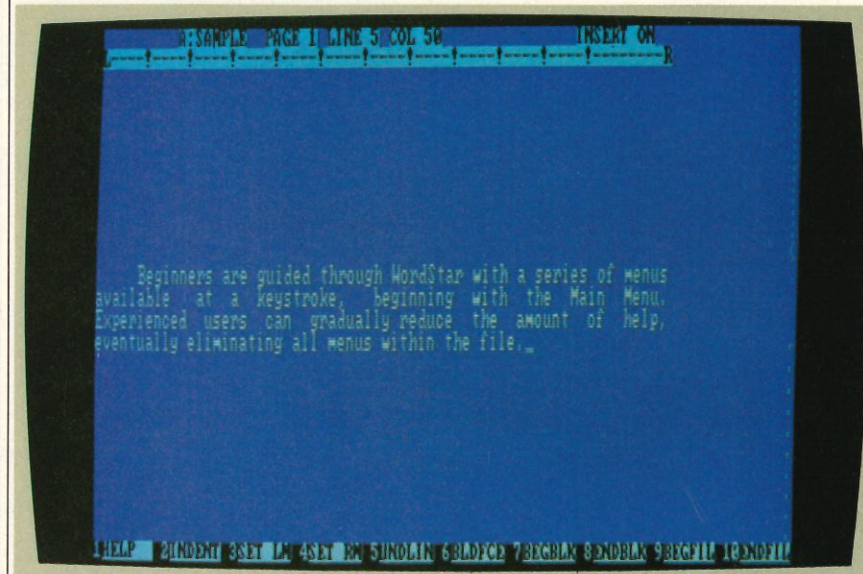 A:SAMPLE PAGE 1 LINE 5 COL 50 INSERT ON
L----!----!----!----!----!----!----!----!----!----!----!--------R
Beginners are guided through WordStar with a series of menus
available at a keystroke, beginning with the Main Menu.
Experienced users can gradually reduce the amount of help,
eventually eliminating all menus within the file._
1HELP 2INDENT 3SET LM 4SET RM 5UNDLIN 6BLDFCE 7BEGBLK 8ENDBLK 9BEGFIL 10ENDFIL